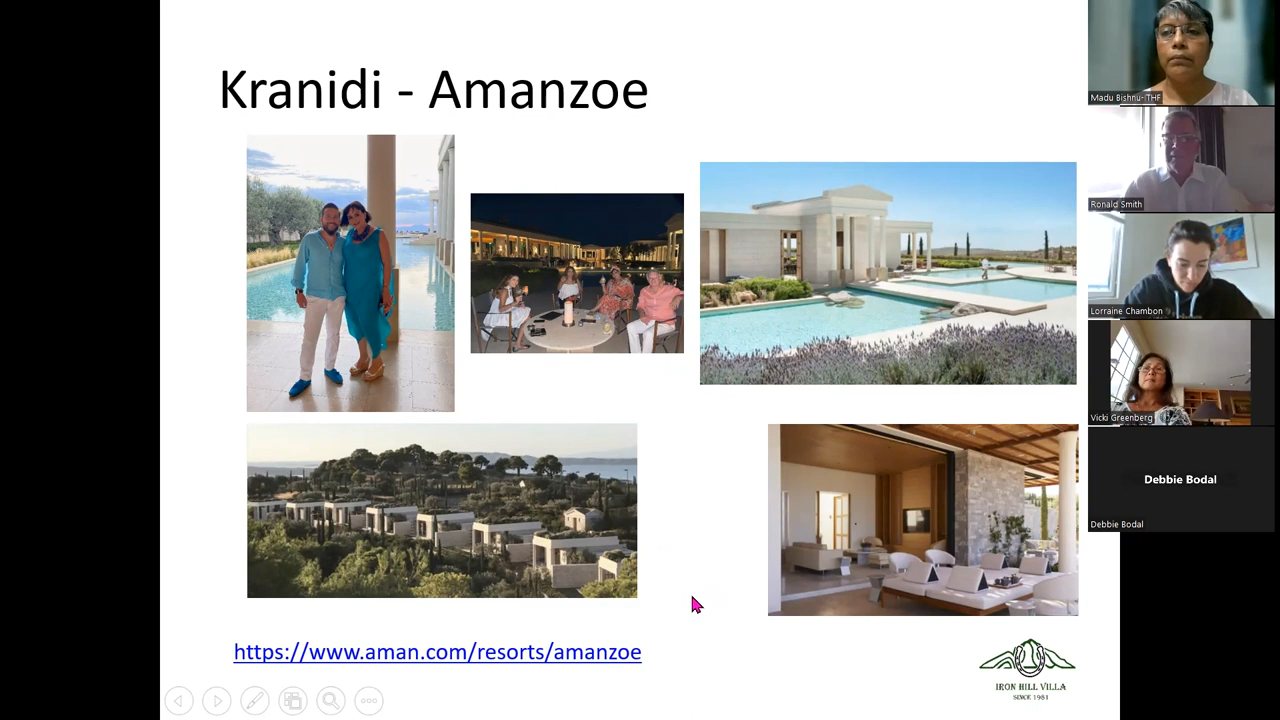 Kranidi - Amanzoe
https://www.aman.com/resorts/amanzoe
IRON HILL VILLA
SINCE 1981
Madu Bishnu- ITHF
Ronald Smith
Lorraine Chambon
Vicki Greenberg
Debbie Bodal
Debbie Bodal